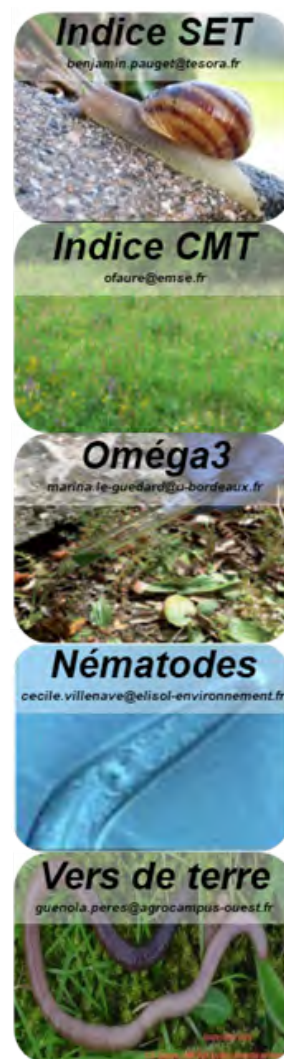 Indice SET
benjamin.pauget@tesora.fr
Indice CMT
ofaure@emse.fr
Oméga3
marina.le-guedard@u-bordeaux.fr
Nématodes
cecile.villenave@elisol-environnement.fr
Vers de terre
guenola.peres@agrocampus-ouest.fr